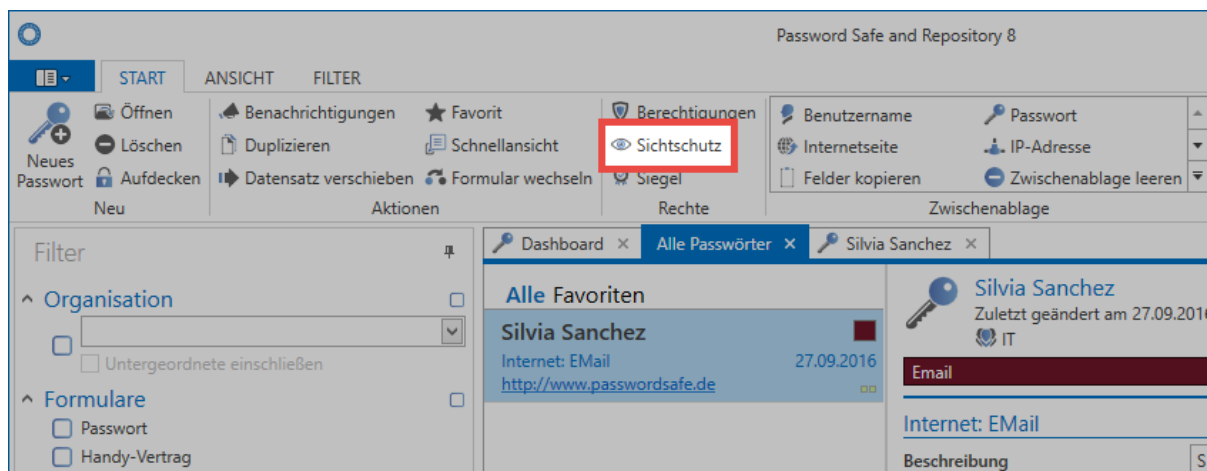 Password Safe and Repository 8
START ANSICHT FILTER
Öffnen Benachrichtigungen Favorit Berechtigungen Benutzername Passwort
Löschen Duplizieren Schnellansicht Sichtschutz Internetseite IP-Adresse
Neues
Passwort Aufdecken Datensatz verschieben Formular wechseln Siegel Felder kopieren Zwischenablage leeren
Neu Aktionen Rechte Zwischenablage
Filter
Organisation
Untergeordnete einschließen
Formulare
Passwort
Handy-Vertrag
Dashboard Alle Passwörter Silvia Sanchez
Alle Favoriten
Silvia Sanchez
Internet: EMail 27.09.2016
http://www.passwordsafe.de
Silvia Sanchez
Zuletzt geändert am 27.09.2016
IT
Email
Internet: EMail
Beschreibung S